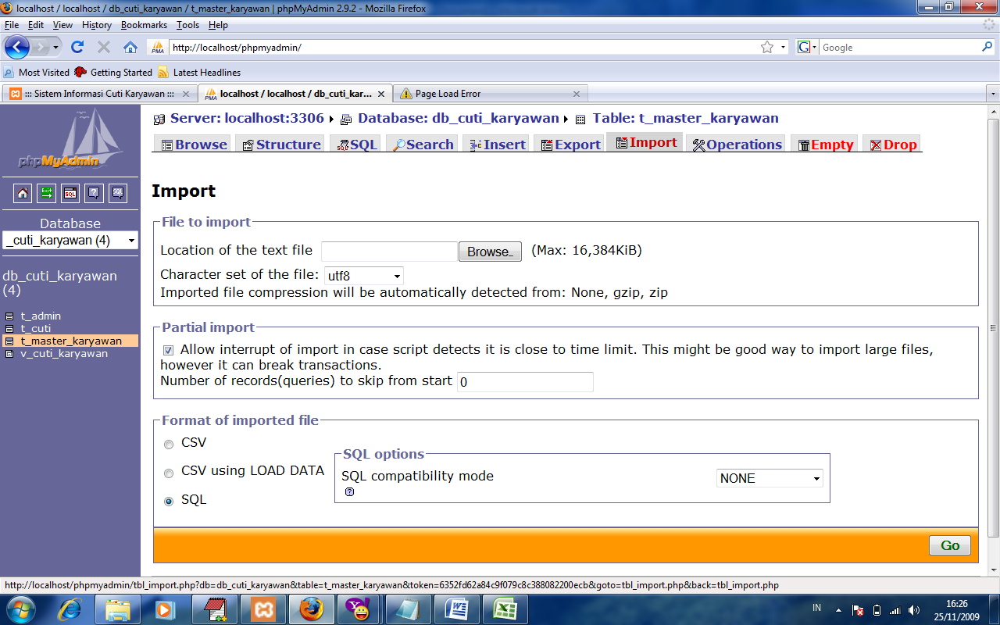 localhost / localhost / db_cuti_karyawan / t_master_karyawan | phpMyAdmin 2.9.2 - Mozilla Firefox
File Edit View History Bookmarks Tools Help
PMA http://localhost/phpmyadmin/ G Google
Most Visited Getting Started Latest Headlines
::: Sistem Informasi Cuti Karyawan ::: PMA localhost / localhost / db_cuti_kar... Page Load Error
phpMyAdmin
Exit SQL ? SQL
Database
_cuti_karyawan (4)
db_cuti_karyawan
(4)
t_admin
t_cuti
t_master_karyawan
v_cuti_karyawan
Server: localhost:3306 Database: db_cuti_karyawan Table: t_master_karyawan
Browse Structure SQL Search Insert Export Import Operations Empty Drop
Import
File to import
Location of the text file Browse... (Max: 16,384KiB)
Character set of the file: utf8
Imported file compression will be automatically detected from: None, gzip, zip
Partial import
Allow interrupt of import in case script detects it is close to time limit. This might be good way to import large files,
however it can break transactions.
Number of records(queries) to skip from start 0
Format of imported file
CSV
CSV using LOAD DATA
SQL
SQL options
SQL compatibility mode NONE
?
Go
http://localhost/phpmyadmin/tbl_import.php?db=db_cuti_karyawan&table=t_master_karyawan&token=6352fd62a84c9f079c8c388082200ecb&goto=tbl_import.php&back=tbl_import.php
IN 16:26
25/11/2009